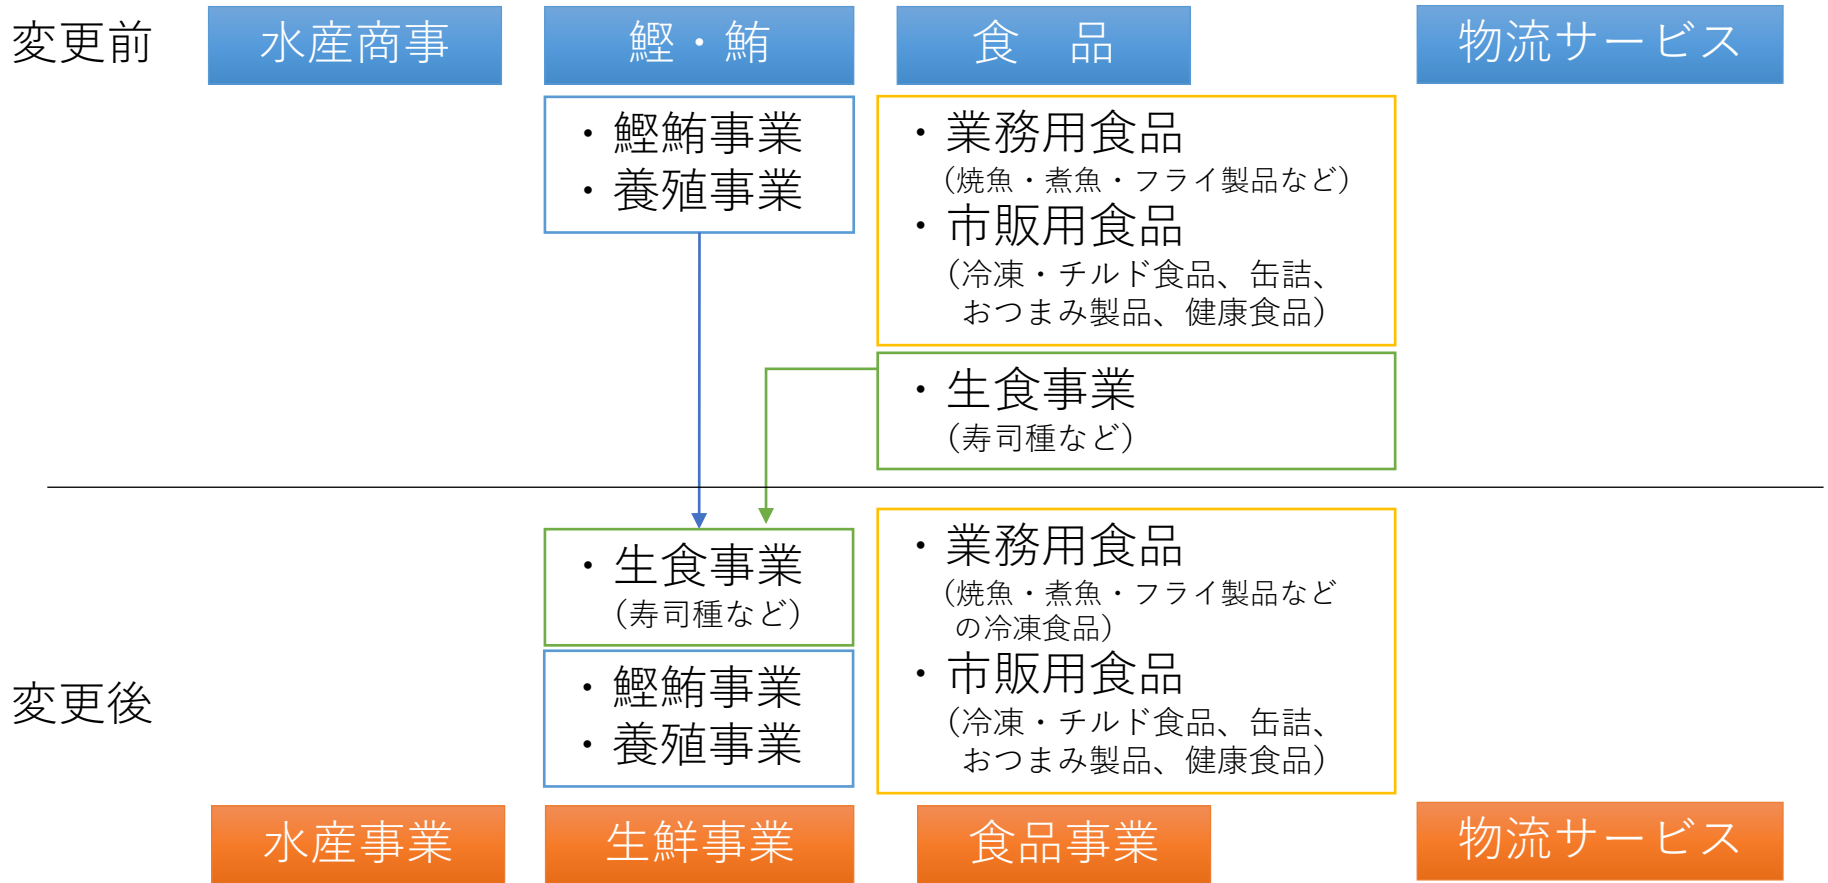 変更前
水産商事
鰹・鮪
食　品
物流サービス
・鰹鮪事業
・養殖事業
・業務用食品
（焼魚・煮魚・フライ製品など）
・市販用食品
（冷凍・チルド食品、缶詰、
おつまみ製品、健康食品）
・生食事業
（寿司種など）
変更後
・生食事業
（寿司種など）
・鰹鮪事業
・養殖事業
・業務用食品
（焼魚・煮魚・フライ製品など
の冷凍食品）
・市販用食品
（冷凍・チルド食品、缶詰、
おつまみ製品、健康食品）
水産事業
生鮮事業
食品事業
物流サービス